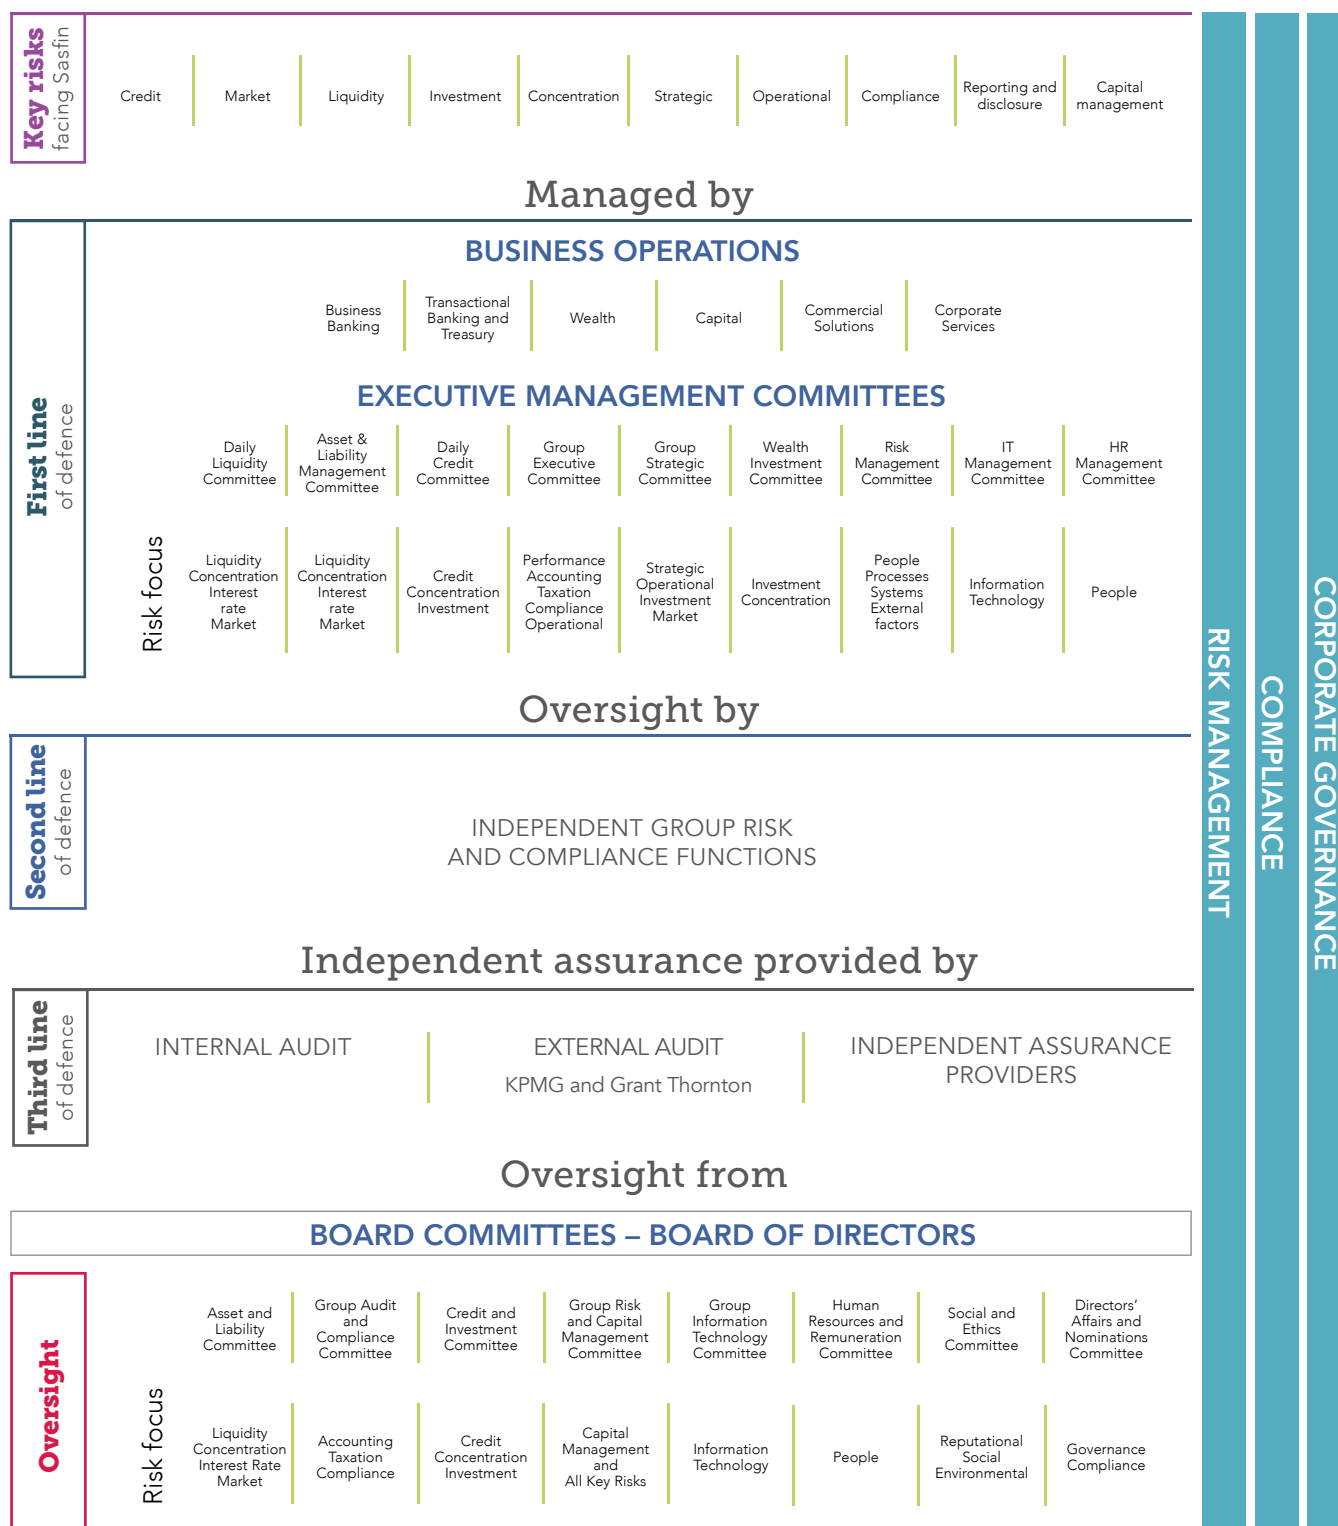 Key risks
facing Sasfin
Credit
Market
Liquidity
Investment
Concentration
Strategic
Operational
Compliance
Reporting and
disclosure
Capital
management
Managed by
First line
of defence
BUSINESS OPERATIONS
Business
Banking
Transactional
Banking and
Treasury
Wealth
Capital
Commercial
Solutions
Corporate
Services
EXECUTIVE MANAGEMENT COMMITTEES
Daily
Liquidity
Committee
Asset &
Liability
Management
Committee
Daily
Credit
Committee
Group
Executive
Committee
Group
Strategic
Committee
Wealth
Investment
Committee
Risk
Management
Committee
IT
Management
Committee
HR
Management
Committee
Risk focus
Liquidity
Concentration
Interest
rate
Market
Liquidity
Concentration
Interest
rate
Market
Credit
Concentration
Investment
Performance
Accounting
Taxation
Compliance
Operational
Strategic
Operational
Investment
Market
Investment
Concentration
People
Processes
Systems
External
factors
Information
Technology
People
Oversight by
Second line
of defence
INDEPENDENT GROUP RISK
AND COMPLIANCE FUNCTIONS
Independent assurance provided by
Third line
of defence
INTERNAL AUDIT
EXTERNAL AUDIT
KPMG and Grant Thornton
INDEPENDENT ASSURANCE
PROVIDERS
Oversight from
BOARD COMMITTEES – BOARD OF DIRECTORS
Oversight
Asset and
Liability
Committee
Group Audit
and
Compliance
Committee
Credit and
Investment
Committee
Group Risk
and Capital
Management
Committee
Group
Information
Technology
Committee
Human
Resources and
Remuneration
Committee
Social and
Ethics
Committee
Directors’
Affairs and
Nominations
Committee
Risk focus
Liquidity
Concentration
Interest Rate
Market
Accounting
Taxation
Compliance
Credit
Concentration
Investment
Capital
Management
and
All Key Risks
Information
Technology
People
Reputational
Social
Environmental
Governance
Compliance
RISK MANAGEMENT
COMPLIANCE
CORPORATE GOVERNANCE